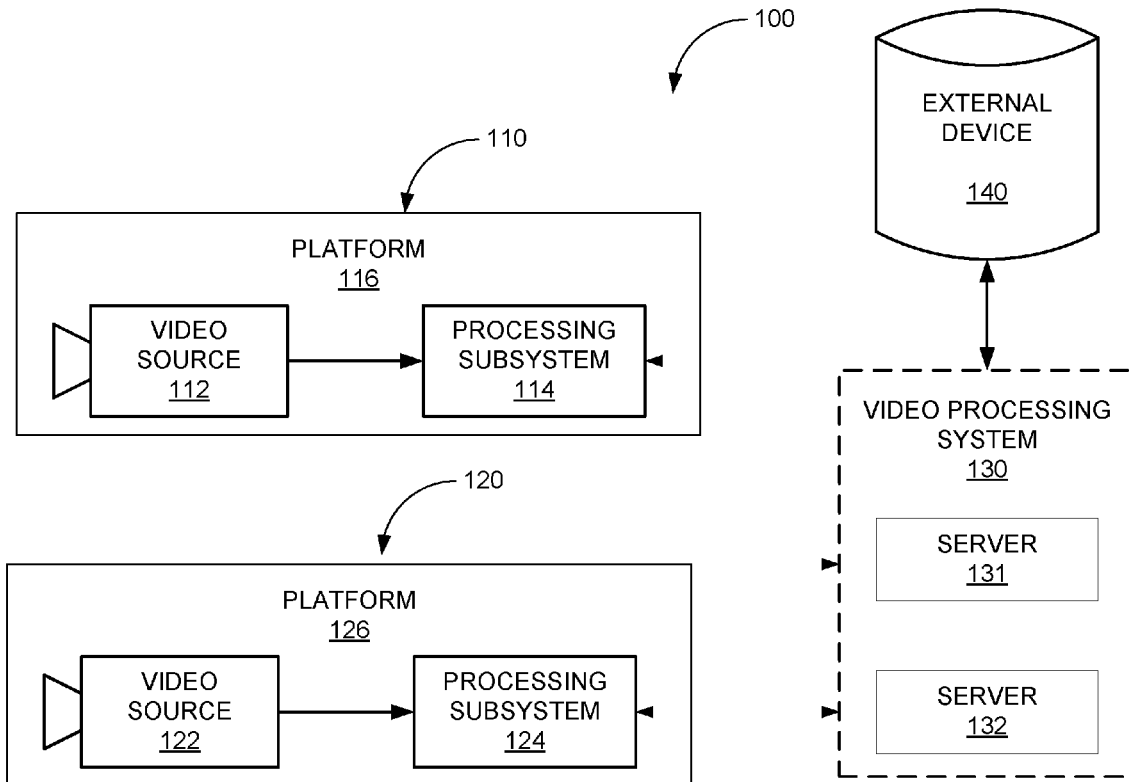 100
EXTERNAL
DEVICE
140
110
PLATFORM
116
VIDEO
SOURCE
112
PROCESSING
SUBSYSTEM
114
VIDEO PROCESSING
SYSTEM
130
120
SERVER
131
PLATFORM
126
VIDEO
SOURCE
122
PROCESSING
SUBSYSTEM
124
SERVER
132